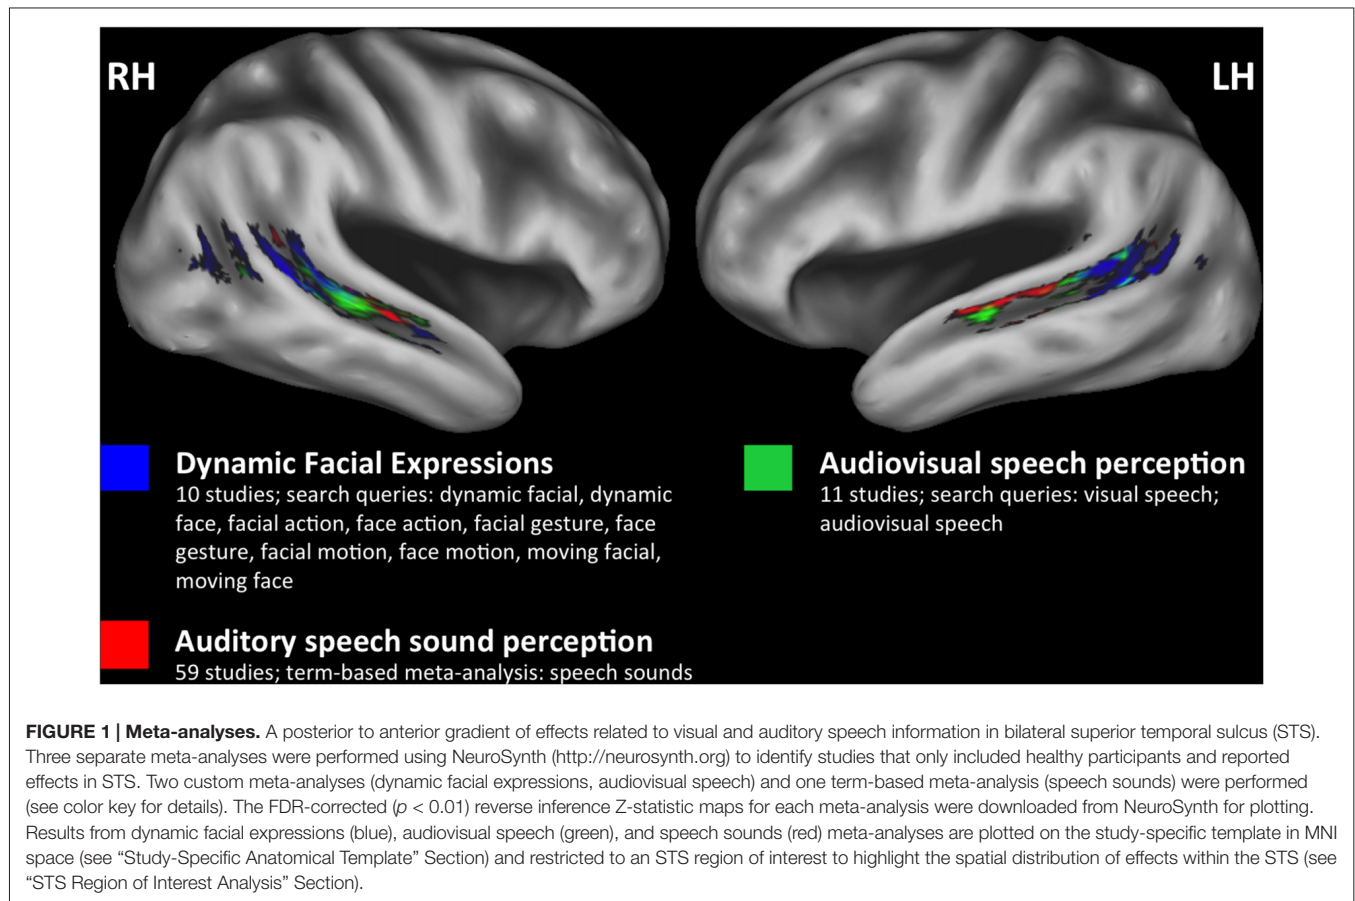 RH
LH
Dynamic Facial Expressions
10 studies; search queries: dynamic facial, dynamic
face, facial action, face action, facial gesture, face
gesture, facial motion, face motion, moving facial,
moving face
Audiovisual speech perception
11 studies; search queries: visual speech;
audiovisual speech
Auditory speech sound perception
59 studies; term-based meta-analysis: speech sounds
FIGURE 1 | Meta-analyses. A posterior to anterior gradient of effects related to visual and auditory speech information in bilateral superior temporal sulcus (STS).
Three separate meta-analyses were performed using NeuroSynth (http://neurosynth.org) to identify studies that only included healthy participants and reported
effects in STS. Two custom meta-analyses (dynamic facial expressions, audiovisual speech) and one term-based meta-analysis (speech sounds) were performed
(see color key for details). The FDR-corrected (p < 0.01) reverse inference Z-statistic maps for each meta-analysis were downloaded from NeuroSynth for plotting.
Results from dynamic facial expressions (blue), audiovisual speech (green), and speech sounds (red) meta-analyses are plotted on the study-specific template in MNI
space (see “Study-Specific Anatomical Template” Section) and restricted to an STS region of interest to highlight the spatial distribution of effects within the STS (see
“STS Region of Interest Analysis” Section).